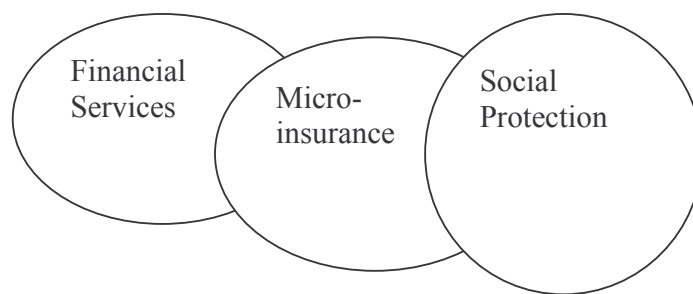 Financial
Services
Micro-
insurance
Social
Protection